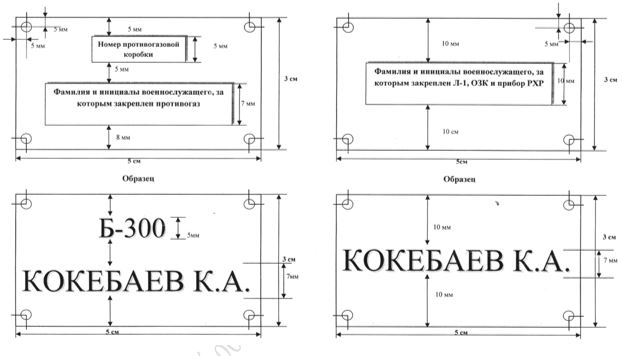 5 мм
5 мм
5 мм
Номер противогазовой
коробки
5 мм
5 мм
3 см
Фамилия и инициалы военнослужащего, за
которым закреплен противогаз
7 мм
8 мм
5 см
Образец
Б-300
5мм
КОКЕБАЕВ К.А.
3 см
7мм
5 см
10 мм
5 мм
Фамилия и инициалы военнослужащего, за
которым закреплен Л-1, ОЗК и прибор РХР
10 мм
3 см
10 см
5см
Образец
10 мм
КОКЕБАЕВ К.А.
3 см
7 мм
10 мм
5 см